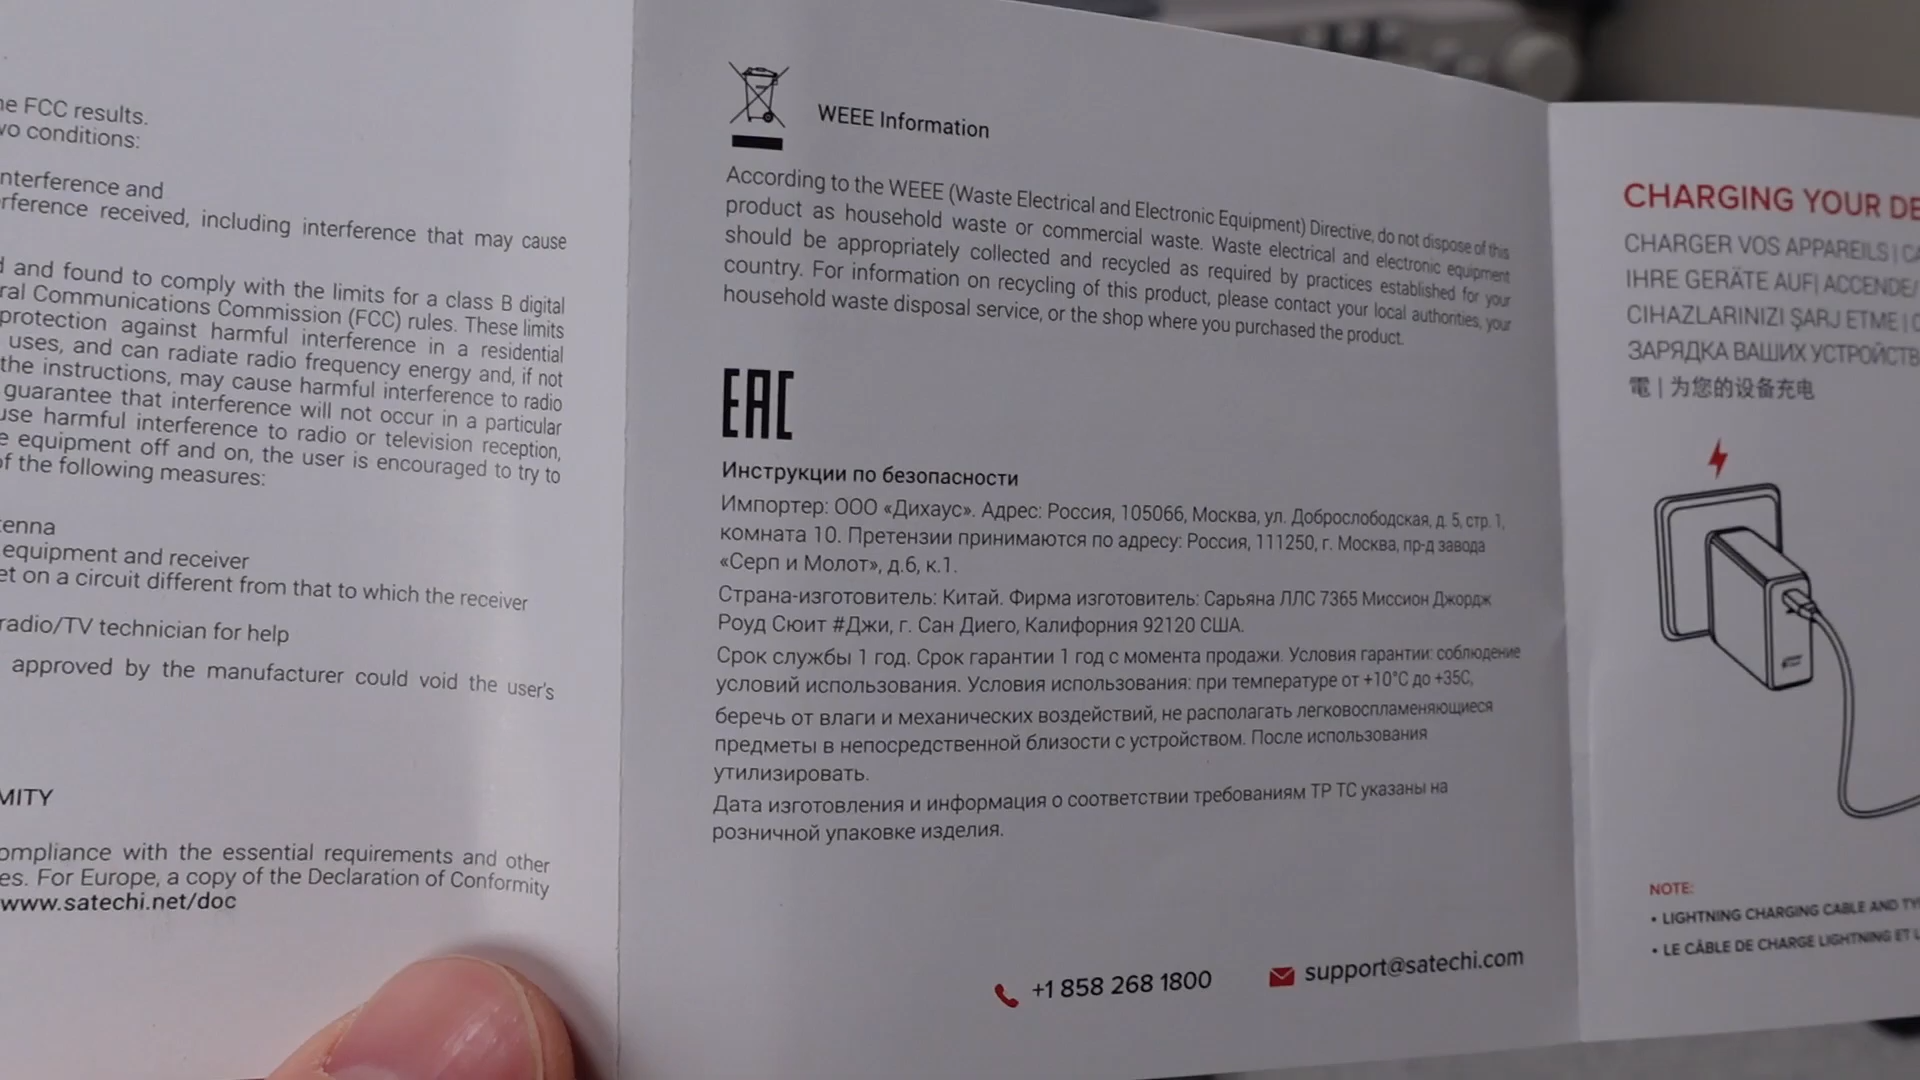 ne FCC results.
wo conditions:
nterference and
rference received, including interference that may cause
d and found to comply with the limits for a class B digital
ral Communications Commission (FCC) rules. These limits
protection against harmful interference in a residential
uses, and can radiate radio frequency energy and, if not
the instructions, may cause harmful interference to radio
guarantee that interference will not occur in a particular
use harmful interference to radio or television reception,
e equipment off and on, the user is encouraged to try to
of the following measures:
tenna
equipment and receiver
et on a circuit different from that to which the receiver
radio/TV technician for help
approved by the manufacturer could void the user's
MITY
ompliance with the essential requirements and other
es. For Europe, a copy of the Declaration of Conformity
www.satechi.net/doc
WEEE Information
According to the WEEE (Waste Electrical and Electronic Equipment) Directive, do not dispose of this
product as household waste or commercial waste. Waste electrical and electronic equipment
should be appropriately collected and recycled as required by practices established for your
country. For information on recycling of this product, please contact your local authorities, your
household waste disposal service, or the shop where you purchased the product.
EAC
Инструкции по безопасности
Импортер: ООО «Дихаус». Адрес: Россия, 105066, Москва, ул. Доброслободская, д. 5, стр. 1,
комната 10. Претензии принимаются по адресу: Россия, 111250, г. Москва, пр-д завода
«Серп и Молот», д.6, к.1.
Страна-изготовитель: Китай. Фирма изготовитель: Сарьяна ЛЛС 7365 Миссион Джордж
Роуд Сюит #Джи, г. Сан Диего, Калифорния 92120 США.
Срок службы 1 год. Срок гарантии 1 год с момента продажи. Условия гарантии: соблюдение
условий использования. Условия использования: при температуре от +10°C до +35C,
беречь от влаги и механических воздействий, не располагать легковоспламеняющиеся
предметы в непосредственной близости с устройством. После использования
утилизировать.
Дата изготовления и информация о соответствии требованиям ТР ТС указаны на
розничной упаковке изделия.
+1 858 268 1800
support@satechi.com
CHARGING YOUR DE
CHARGER VOS APPAREILS | CA
IHRE GERÄTE AUF| ACCENDE/
CIHAZLARINIZI ŞARJ ETME | C
ЗАРЯДКА ВАШИХ УСТРОЙСТВ
電 | 为您的设备充电
NOTE:
• LIGHTNING CHARGING CABLE AND TY
• LE CÂBLE DE CHARGE LIGHTNING ET L